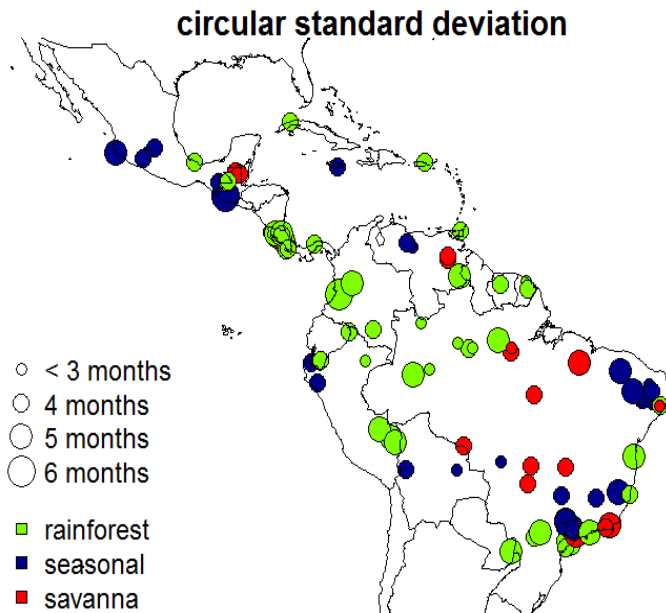 circular standard deviation
< 3 months
4 months
5 months
6 months
rainforest
seasonal
savanna